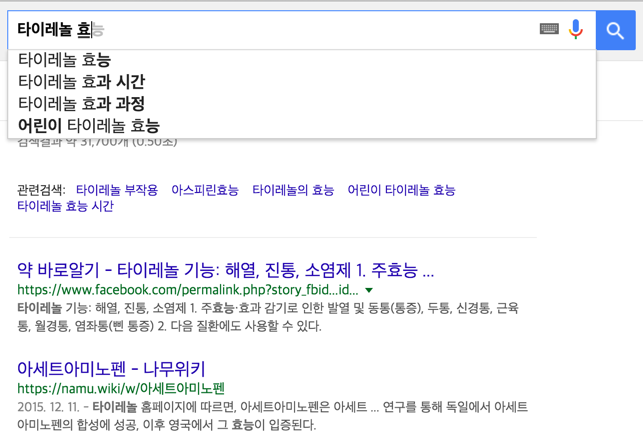 타이레놀 효능
타이레놀 효능
타이레놀 효과 시간
타이레놀 효과 과정
어린이 타이레놀 효능
검색결과 약 31,700개 (0.50초)
관련검색: 타이레놀 부작용 아스피린효능 타이레놀의 효능 어린이 타이레놀 효능
타이레놀 효능 시간
약 바로알기 - 타이레놀 기능: 해열, 진통, 소염제 1. 주효능 ...
https://www.facebook.com/permalink.php?story_fbid...id...
타이레놀 기능: 해열, 진통, 소염제 1. 주효능·효과 감기로 인한 발열 및 동통(통증), 두통, 신경통, 근육
통, 월경통, 염좌통(삔 통증) 2. 다음 질환에도 사용할 수 있다.
아세트아미노펜 - 나무위키
https://namu.wiki/w/아세트아미노펜
2015. 12. 11. - 타이레놀 홈페이지에 따르면, 아세트아미노펜은 아세트 ... 연구를 통해 독일에서 아세트
아미노펜의 합성에 성공, 이후 영국에서 그 효능이 입증된다.